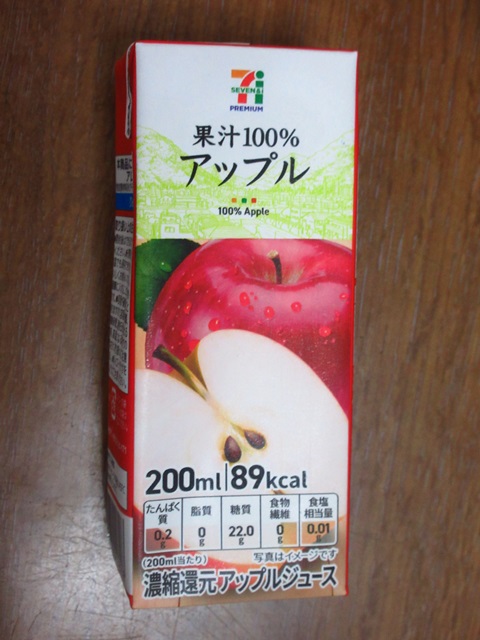 SEVEN&i
PREMIUM
果汁100%
アップル
100% Apple
200ml 89kcal
たんぱく質 脂質 糖質 食物繊維 食塩相当量
0.2g 0g 22.0g 0g 0.01g
(200ml当たり) 写真はイメージです
濃縮還元アップルジュース